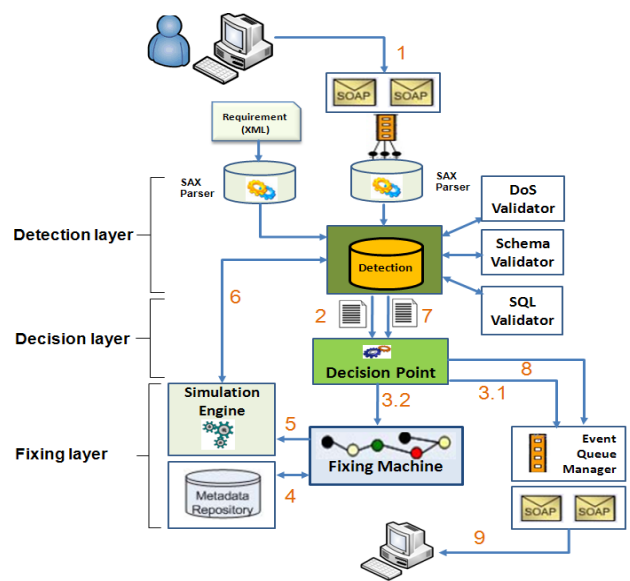 1
SOAP
SOAP
Requirement
(XML)
SAX
Parser
SAX
Parser
DoS
Validator
Detection layer
Schema
Validator
Detection
6
2
7
SQL
Validator
Decision layer
Decision Point
8
3.1
3.2
Simulation
Engine
5
Fixing Machine
Event
Queue
Manager
Fixing layer
Metadata
Repository
4
SOAP
SOAP
9